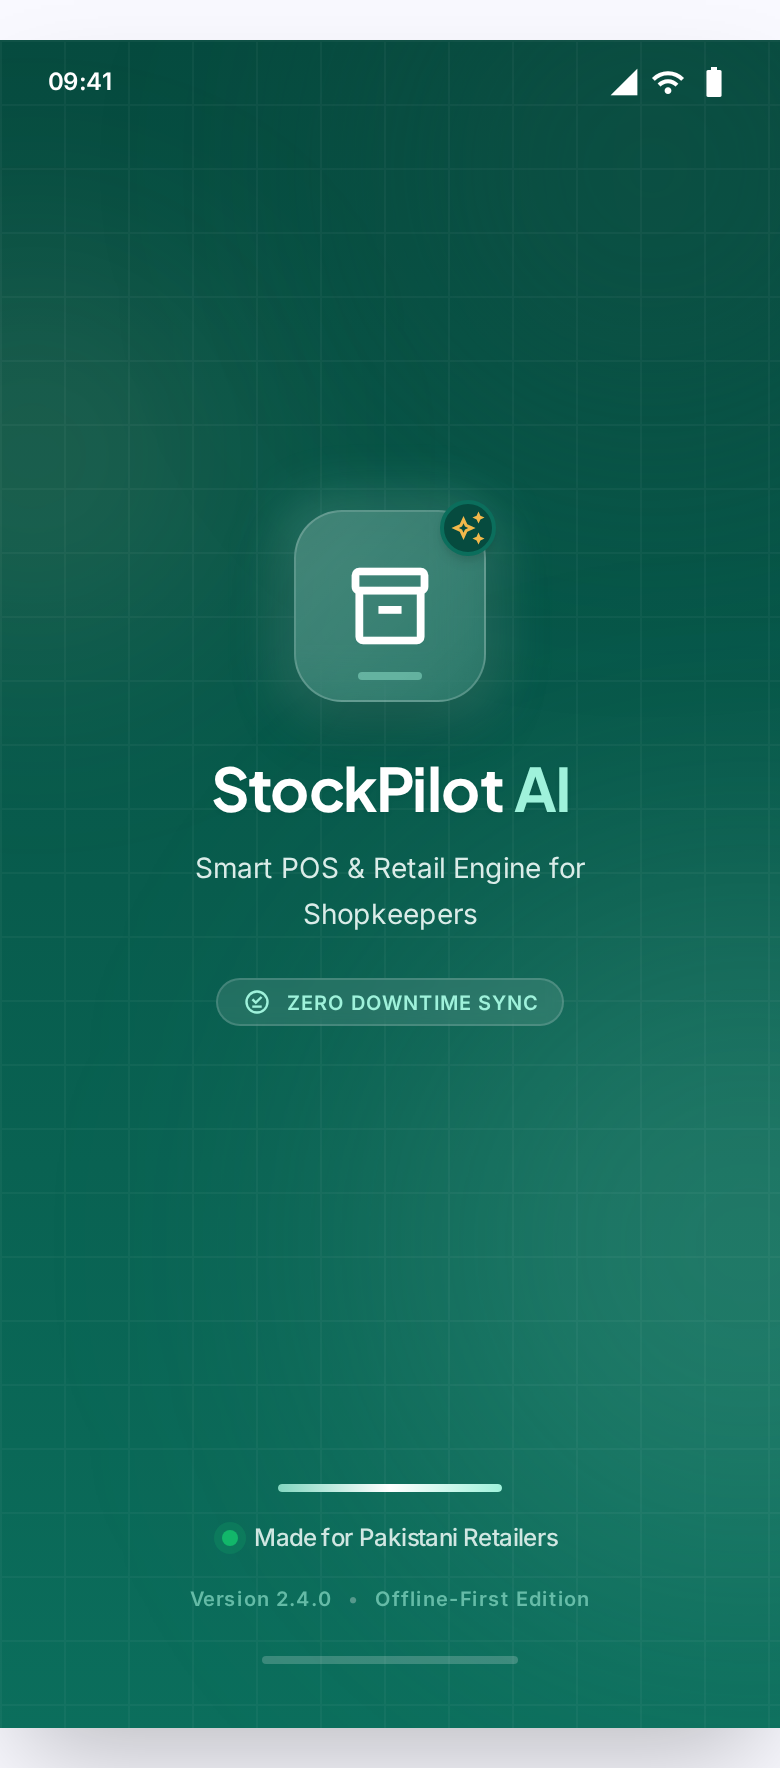 09:41
StockPilot AI
Smart POS & Retail Engine for
Shopkeepers
ZERO DOWNTIME SYNC
Made for Pakistani Retailers
Version 2.4.0 • Offline-First Edition